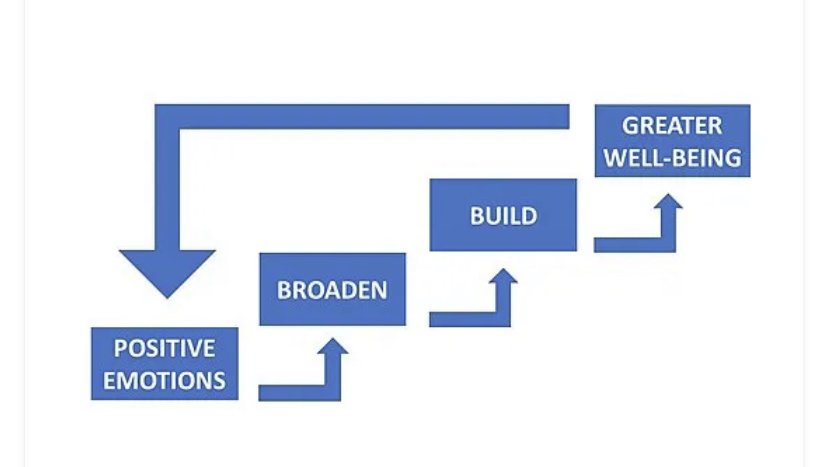 GREATER
WELL-BEING
BUILD
BROADEN
POSITIVE
EMOTIONS